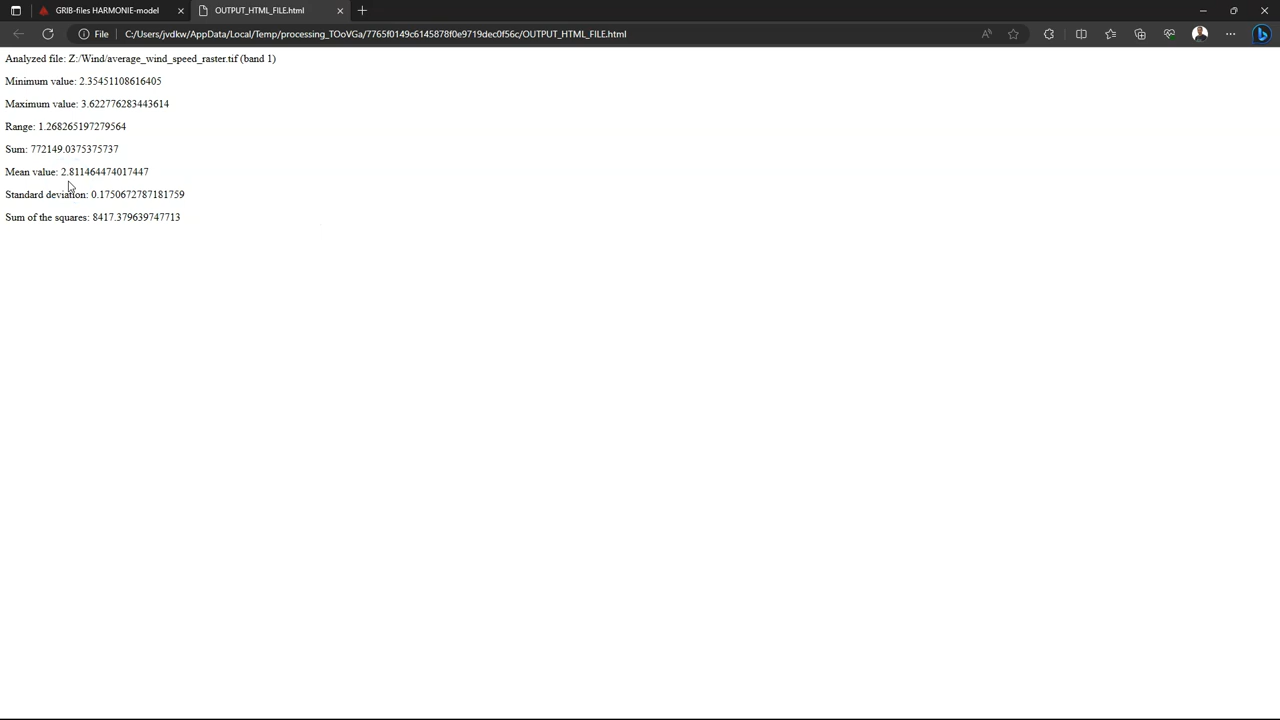 GRIB-files HARMONIE-model
OUTPUT_HTML_FILE.html
File
C:/Users/jvdkw/AppData/Local/Temp/processing_TOoVGa/7765f0149c6145878f0e9719dec0f56c/OUTPUT_HTML_FILE.html
Analyzed file: Z:/Wind/average_wind_speed_raster.tif (band 1)
Minimum value: 2.35451108616405
Maximum value: 3.622776283443614
Range: 1.268265197279564
Sum: 772149.0375375737
Mean value: 2.811464474017447
Standard deviation: 0.1750672787181759
Sum of the squares: 8417.379639747713